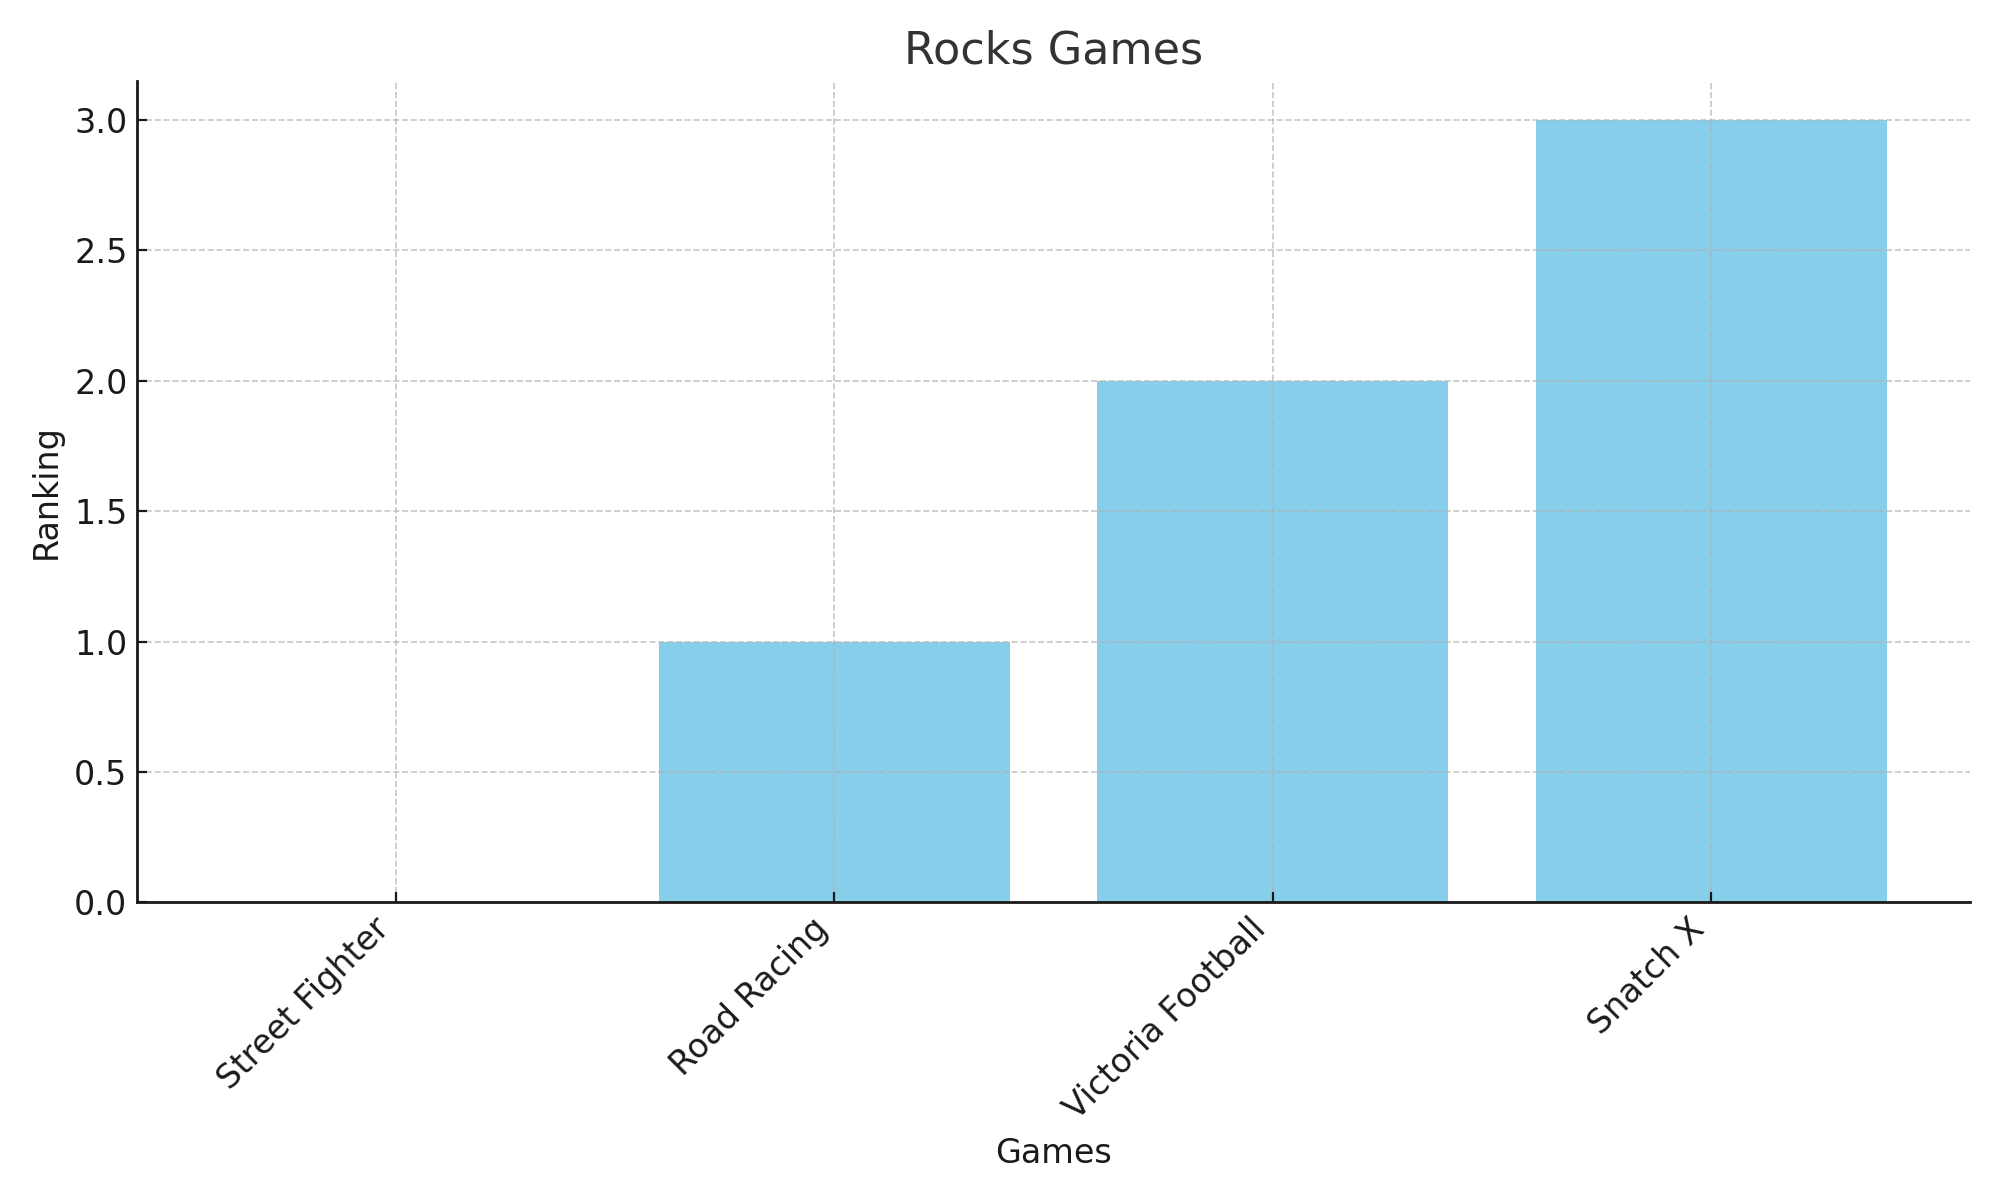 Rocks Games
3.0
2.5
2.0
1.5
1.0
0.5
0.0
Ranking
Street Fighter
Road Racing
Victoria Football
Snatch X
Games